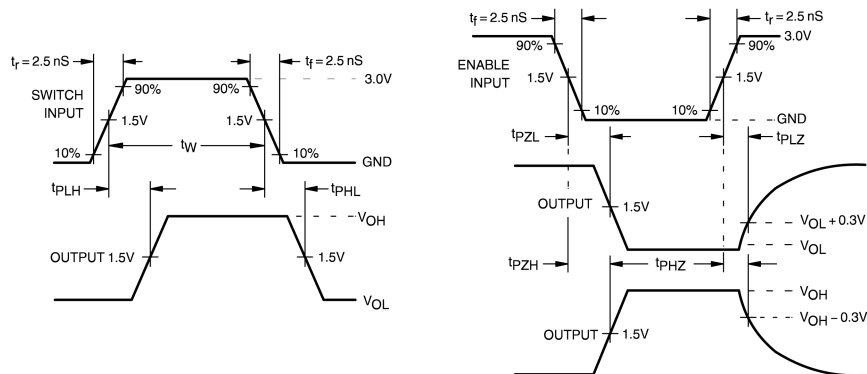 tr = 2.5 nS
tf = 2.5 nS
90%
90%
3.0V
SWITCH
INPUT
1.5V
1.5V
10%
tW
10%
GND
tPLH
tPHL
VOH
OUTPUT 1.5V
1.5V
VOL
tf = 2.5 nS
tr = 2.5 nS
3.0V
90%
90%
ENABLE
INPUT
1.5V
1.5V
10%
10%
GND
tPZL
tPLZ
OUTPUT
1.5V
VOL + 0.3V
VOL
tPZH
tPHZ
VOH
VOH – 0.3V
OUTPUT
1.5V